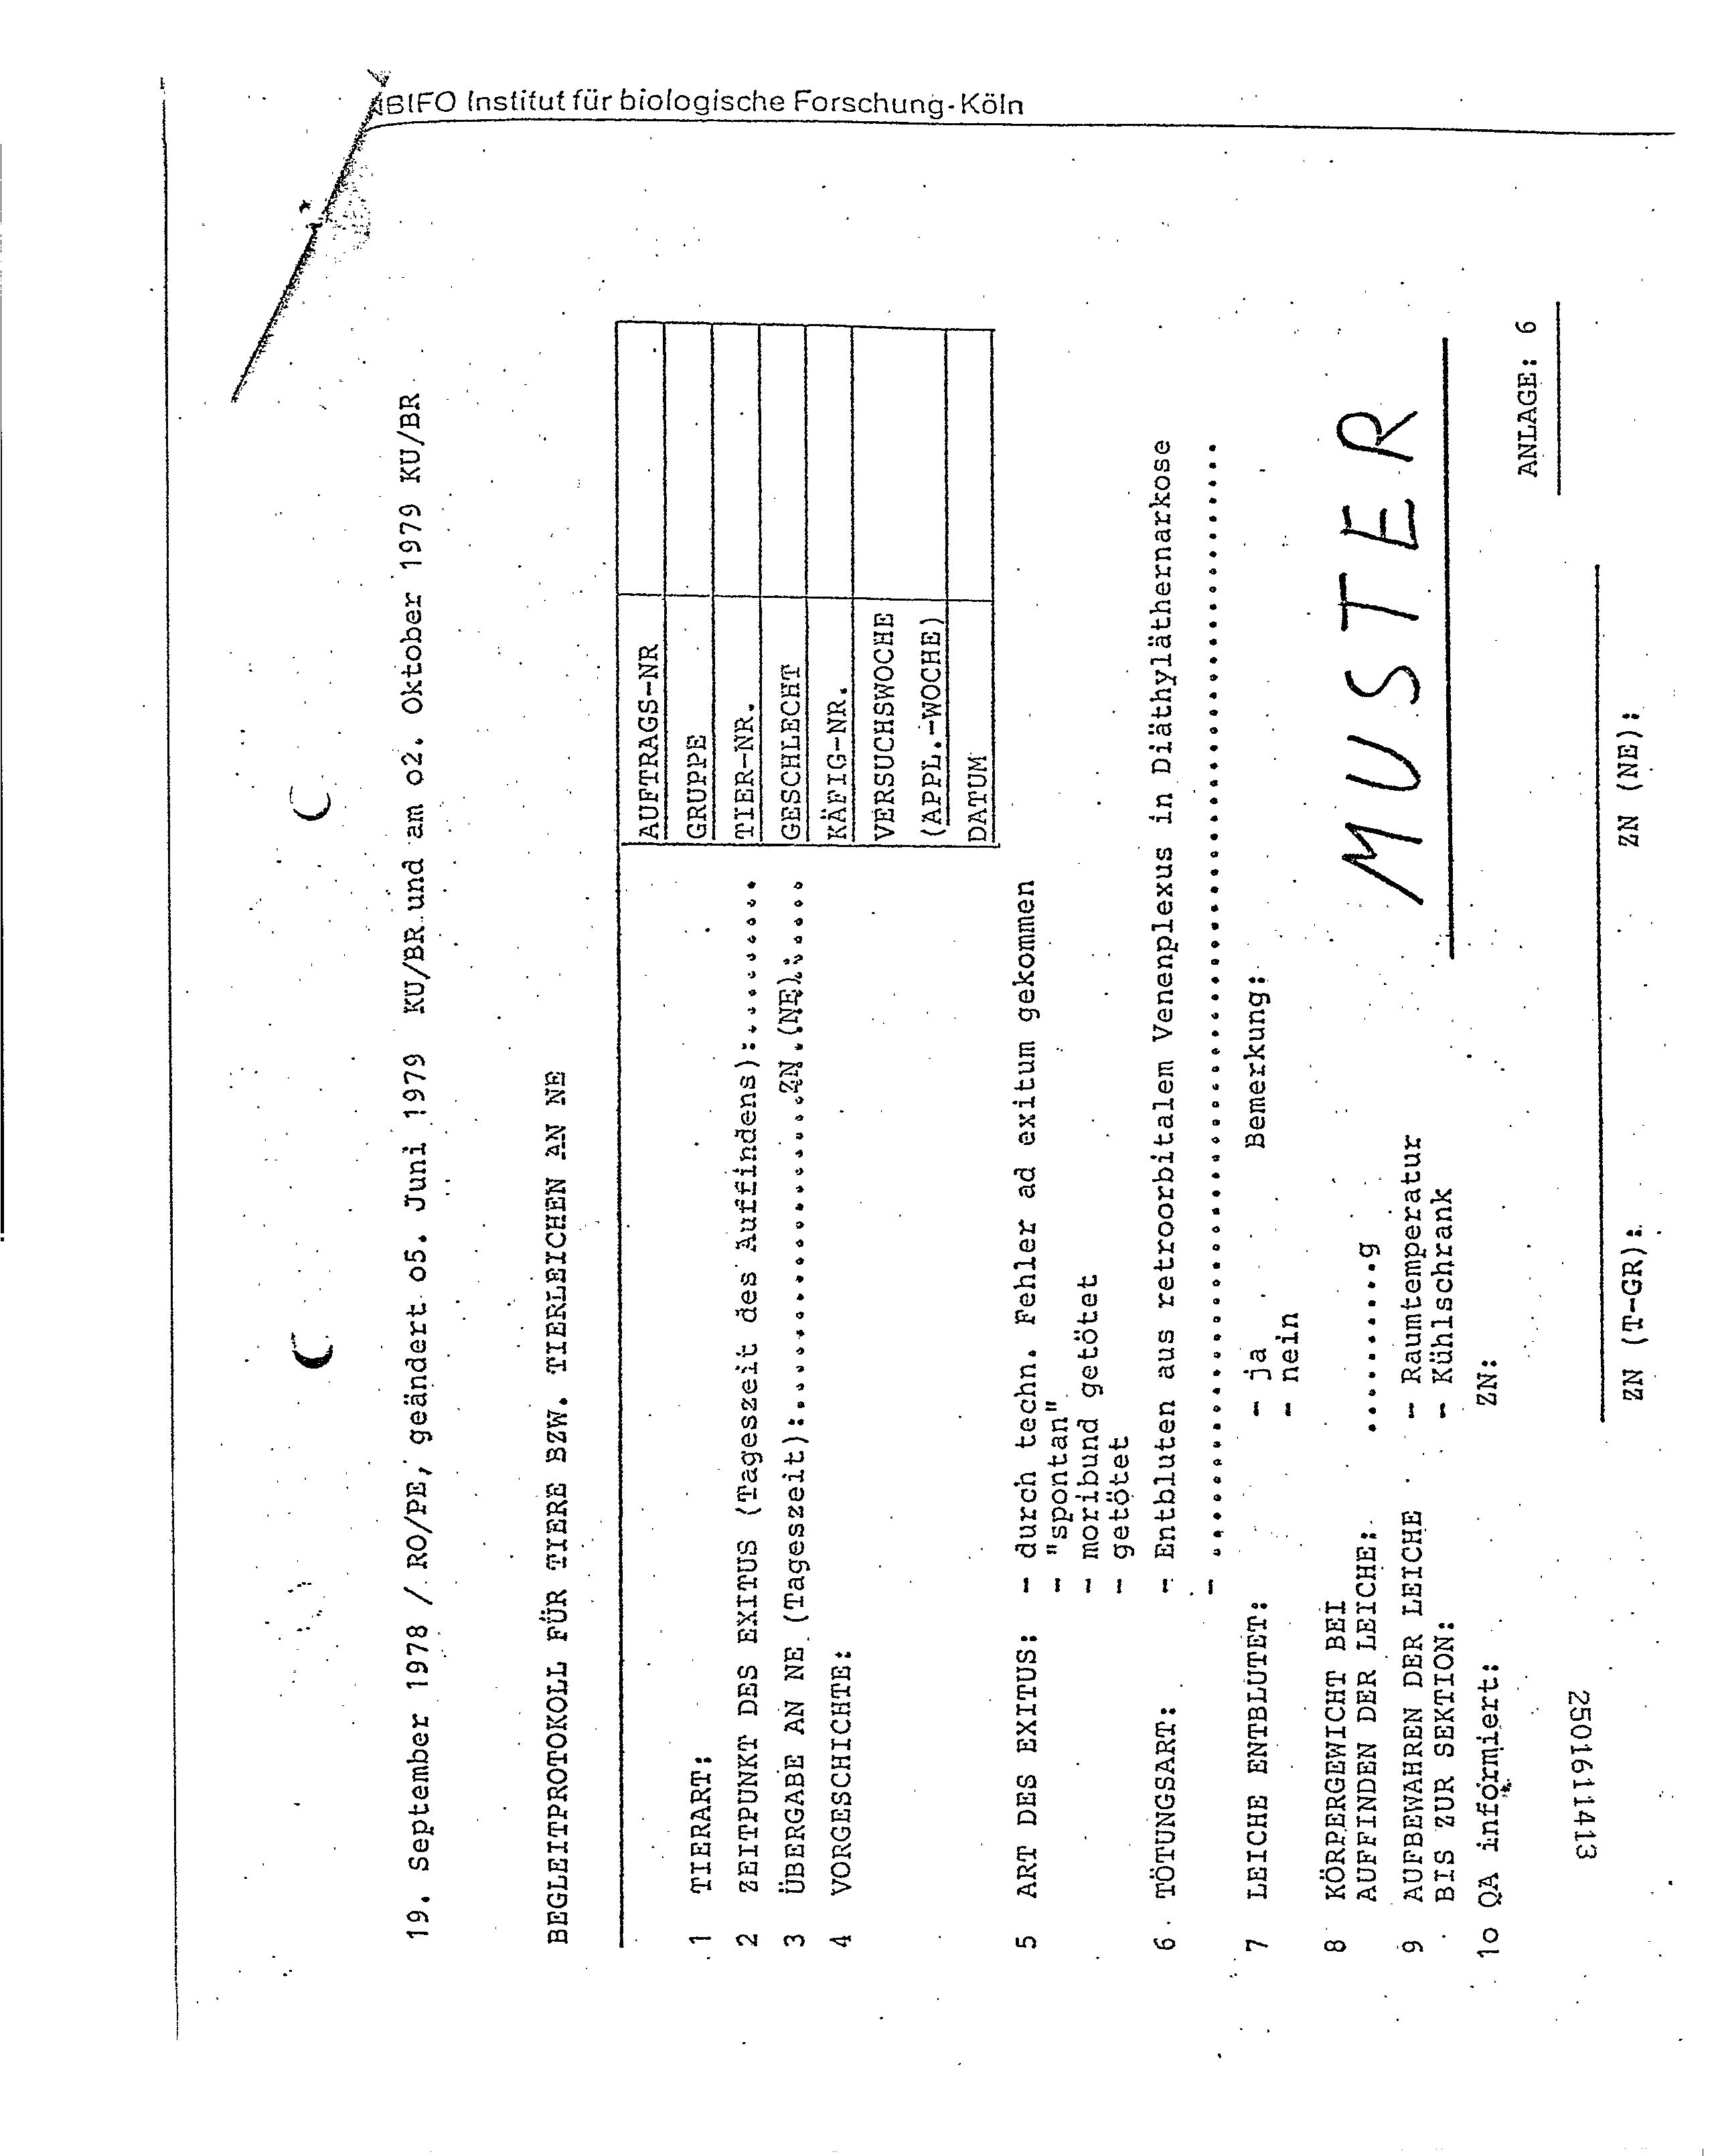 INBIFO Institut für biologische Forschung-Köln
19. September 1978 / RO/PE, geändert o5. Juni 1979 KU/BR und am o2. Oktober 1979 KU/BR
BEGLEITPROTOKOLL FÜR TIERE BZW. TIERLEICHEN AN NE
AUFTRAGS-NR
GRUPPE
TIER-NR.
GESCHLECHT
KÄFIG-NR.
VERSUCHSWOCHE
(APPL.-WOCHE)
DATUM
1 TIERART:
2 ZEITPUNKT DES EXITUS (Tageszeit des Auffindens):.........
3 ÜBERGABE AN NE (Tageszeit):.......................ZN.(NE):.....
4 VORGESCHICHTE:
5 ART DES EXITUS: - durch techn. Fehler ad exitum gekommen
- "spontan"
- moribund getötet
- getötet
6 TÖTUNGSART: - Entbluten aus retroorbitalem Venenplexus in Diäthyläthernarkose
- ......................................................................
7 LEICHE ENTBLUTET: - ja Bemerkung:
- nein
8 KÖRPERGEWICHT BEI
AUFFINDEN DER LEICHE: ..........g
9 AUFBEWAHREN DER LEICHE - Raumtemperatur
BIS ZUR SEKTION: - Kühlschrank
1o QA informiert: ZN:
MUSTER
ANLAGE: 6
ZN (T-GR): ZN (NE):
2501611413